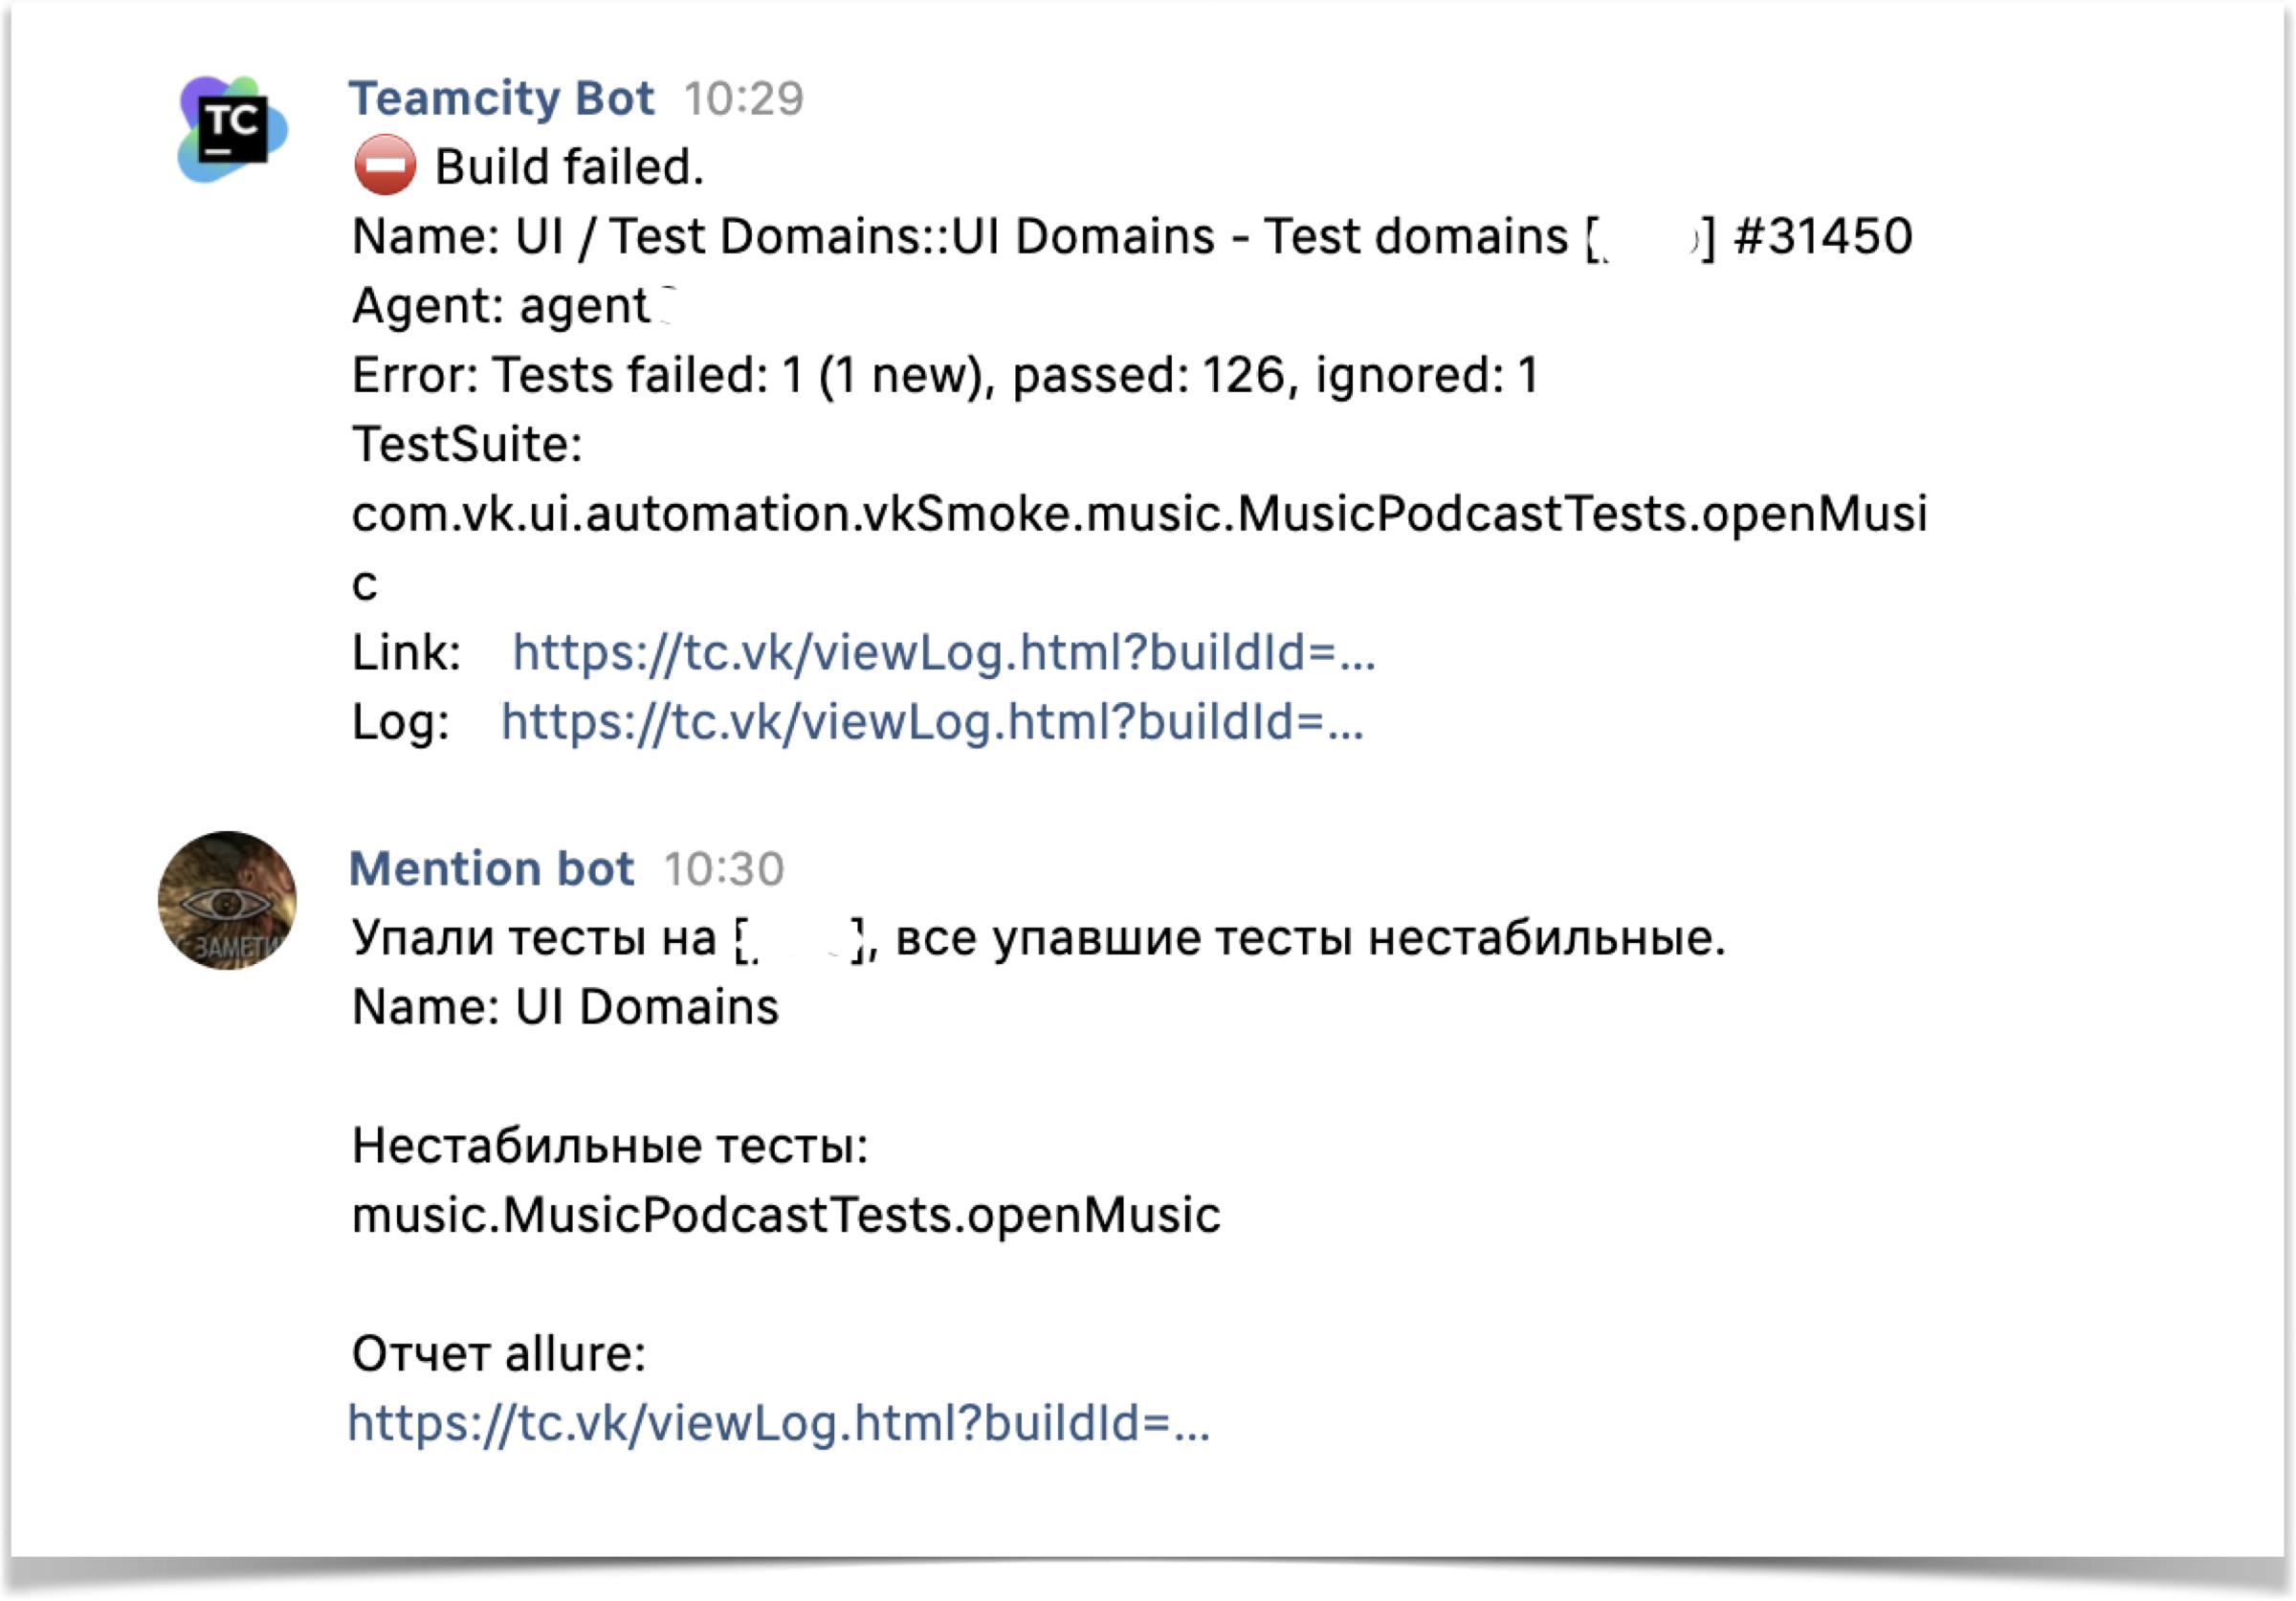 TC
Teamcity Bot 10:29
Build failed.
Name: UI / Test Domains::UI Domains - Test domains [ ] #31450
Agent: agent
Error: Tests failed: 1 (1 new), passed: 126, ignored: 1
TestSuite:
com.vk.ui.automation.vkSmoke.music.MusicPodcastTests.openMusi
c
Link: https://tc.vk/viewLog.html?buildId=...
Log: https://tc.vk/viewLog.html?buildId=...
Mention bot 10:30
Упали тесты на [ ], все упавшие тесты нестабильные.
Name: UI Domains
Нестабильные тесты:
music.MusicPodcastTests.openMusic
Отчет allure:
https://tc.vk/viewLog.html?buildId=...